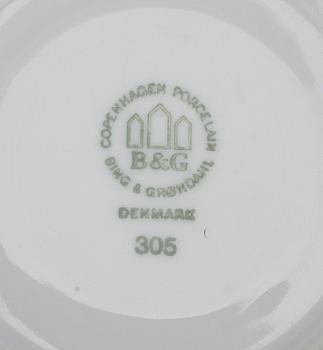 COPENHAGEN PORCELAIN
B&G
BING & GRØNDAHL
DENMARK
305